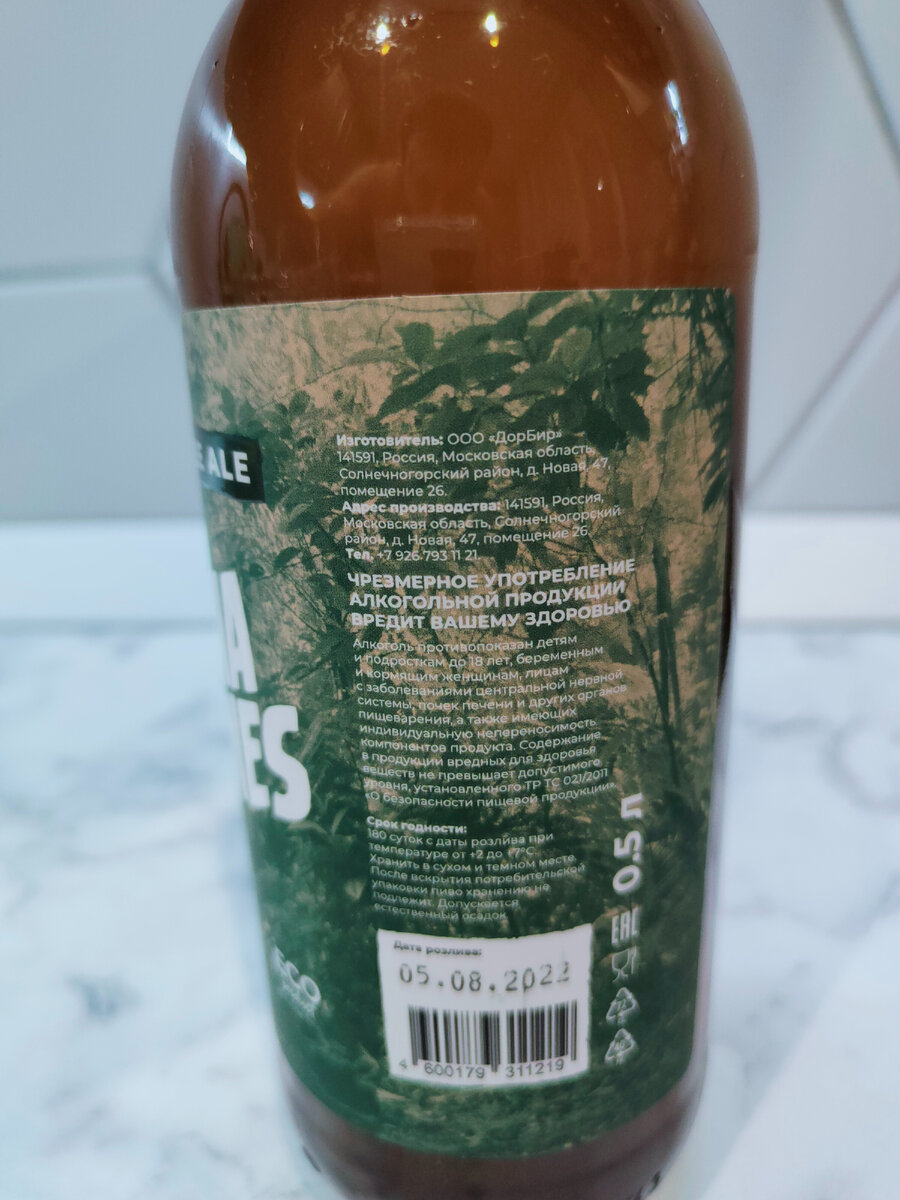 ALE
A
ES
Изготовитель: ООО «ДорБир»
141591, Россия, Московская область,
Солнечногорский район, д. Новая, 47,
помещение 26.
Адрес производства: 141591, Россия,
Московская область, Солнечногорский
район, д. Новая, 47, помещение 26.
Тел. +7 926 793 11 21.
ЧРЕЗМЕРНОЕ УПОТРЕБЛЕНИЕ
АЛКОГОЛЬНОЙ ПРОДУКЦИИ
ВРЕДИТ ВАШЕМУ ЗДОРОВЬЮ
Алкоголь противопоказан детям
и подросткам до 18 лет, беременным
и кормящим женщинам, лицам
с заболеваниями центральной нервной
системы, почек печени и других органов
пищеварения, а также имеющих
индивидуальную непереносимость
компонентов продукта. Содержание
в продукции вредных для здоровья
веществ не превышает допустимого
уровня, установленного ТР ТС 021/2011
«О безопасности пищевой продукции»
Срок годности:
180 суток с даты розлива при
температуре от +2 до +7°C.
Хранить в сухом и темном месте.
После вскрытия потребительской
упаковки пиво хранению не
подлежит. Допускается
естественный осадок
0.5 л
EAC
ECO
Дата розлива:
05.08.2022
4 600179 311219